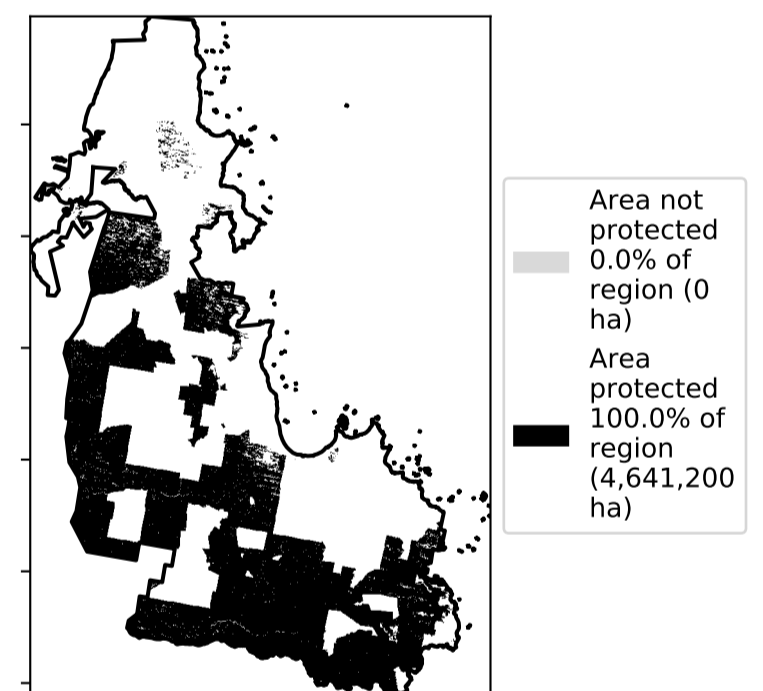 Area not
protected
0.0% of
region (0
ha)
Area
protected
100.0% of
region
(4,641,200
ha)